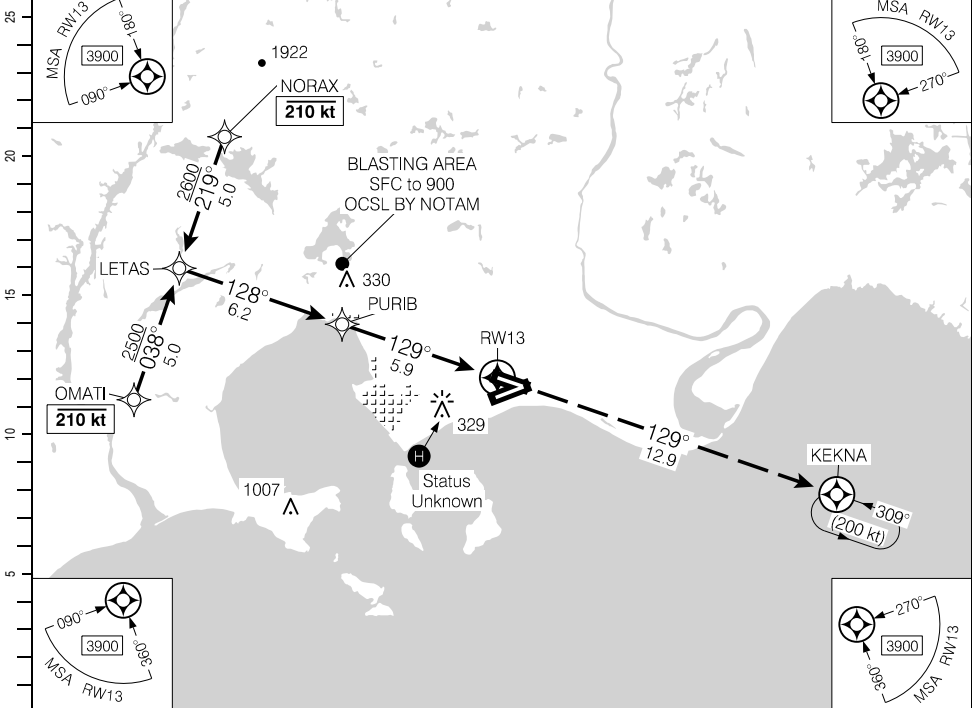 25
20
15
10
5
MSA RW13
180°
3900
090°
MSA RW13
180°
3900
270°
1922
NORAX
210 kt
2600
219°
5.0
BLASTING AREA
SFC to 900
OCSL BY NOTAM
330
LETAS
128°
6.2
PURIB
2500
038°
5.0
129°
5.9
RW13
OMATI
210 kt
329
H
Status
Unknown
129°
12.9
KEKNA
309°
(200 kt)
1007
090°
3900
360°
MSA RW13
270°
3900
360°
MSA RW13